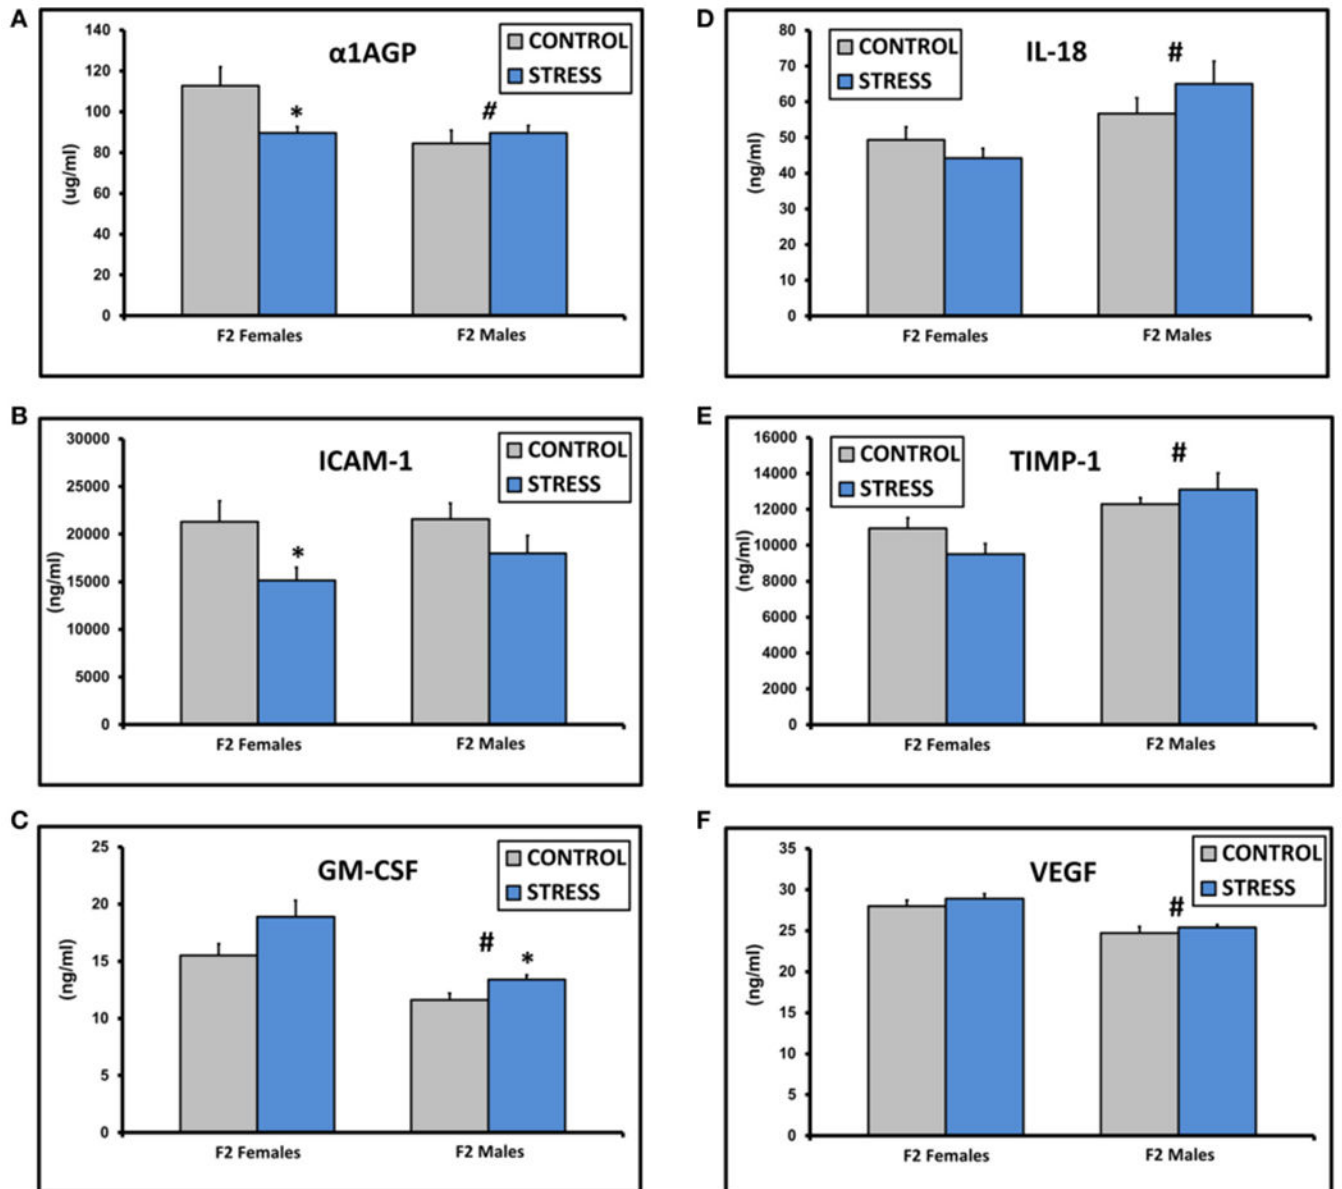 A
α1AGP
CONTROL
STRESS
140
120
100
80
60
40
20
0
(ug/ml)
*
#
F2 Females
F2 Males
B
ICAM-1
CONTROL
STRESS
30000
25000
20000
15000
10000
5000
0
(ng/ml)
*
F2 Females
F2 Males
C
GM-CSF
CONTROL
STRESS
25
20
15
10
5
0
(ng/ml)
#
*
F2 Females
F2 Males
D
CONTROL
STRESS
IL-18
#
80
70
60
50
40
30
20
10
0
(ng/ml)
F2 Females
F2 Males
E
CONTROL
STRESS
TIMP-1
#
16000
14000
12000
10000
8000
6000
4000
2000
0
(ng/ml)
F2 Females
F2 Males
F
VEGF
CONTROL
STRESS
35
30
25
20
15
10
5
0
(ng/ml)
#
F2 Females
F2 Males